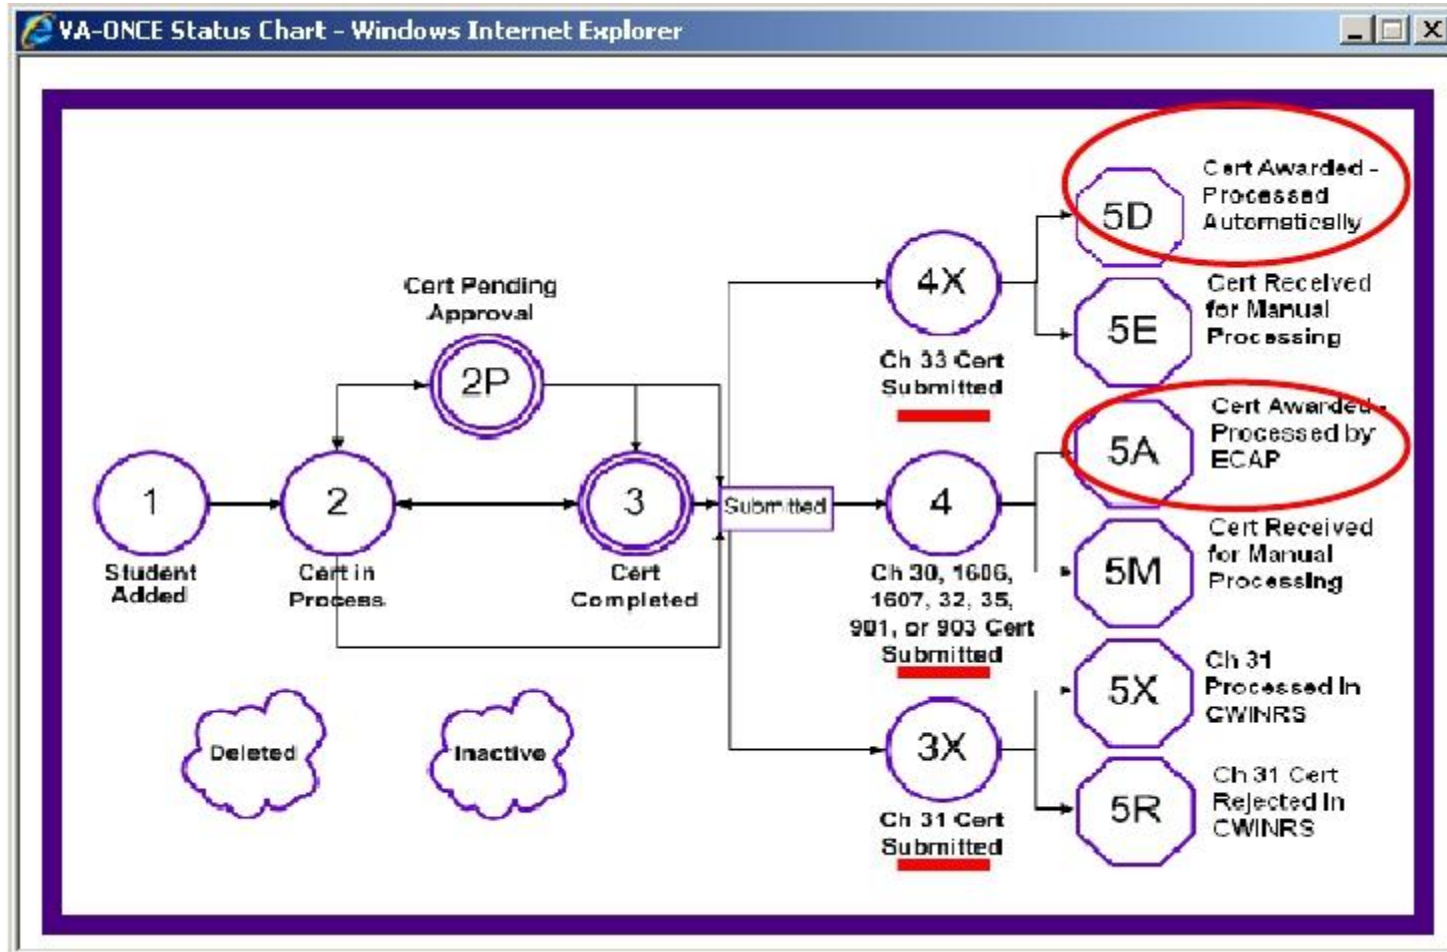 VA-ONCE Status Chart - Windows Internet Explorer
Cert Awarded -
Processed
Automatically
5D
4X
Cert Pending
Approval
Cert Received
for Manual
Processing
5E
2P
Ch 33 Cert
Submitted
Cert Awarded -
Processed by
ECAP
5A
1
2
3
Submitted
4
Student
Added
Cert in
Process
Cert
Completed
Ch 30, 1606,
1607, 32, 35,
901, or 903 Cert
Submitted
Cert Received
for Manual
Processing
5M
Ch 31
Processed in
CWINRS
5X
Deleted
Inactive
3X
Ch 31 Cert
Submitted
Ch 31 Cert
Rejected in
CWINRS
5R